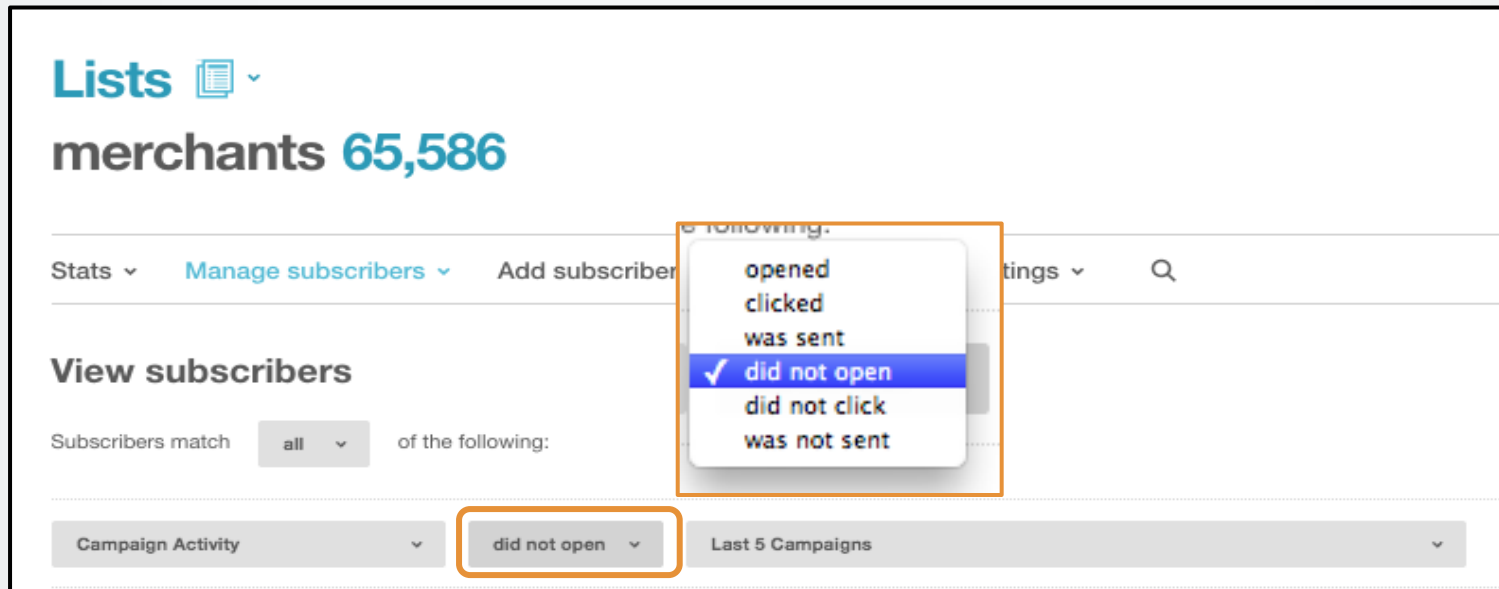 Lists
merchants 65,586
e following:
Stats Manage subscribers Add subscriber tings
opened
clicked
was sent
did not open
did not click
was not sent
View subscribers
Subscribers match all of the following:
Campaign Activity did not open Last 5 Campaigns